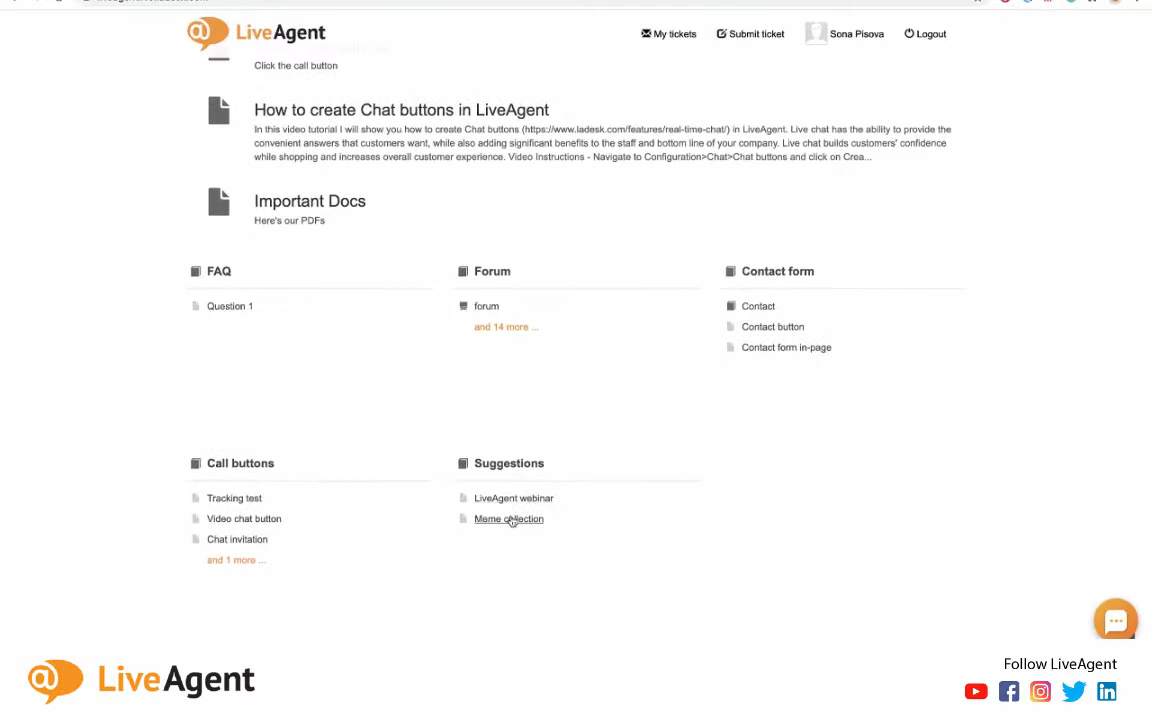 LiveAgent
My tickets
Submit ticket
Sona Pisova
Logout
Click the call button
How to create Chat buttons in LiveAgent
In this video tutorial I will show you how to create Chat buttons (https://www.ladesk.com/features/real-time-chat/) in LiveAgent. Live chat has the ability to provide the
convenient answers that customers want, while also adding significant benefits to the staff and bottom line of your company. Live chat builds customers' confidence
while shopping and increases overall customer experience. Video Instructions - Navigate to Configuration>Chat>Chat buttons and click on Crea...
Important Docs
Here's our PDFs
FAQ
Question 1
Forum
forum
and 14 more ...
Contact form
Contact
Contact button
Contact form in-page
Call buttons
Tracking test
Video chat button
Chat invitation
and 1 more ...
Suggestions
LiveAgent webinar
Meme collection
LiveAgent
Follow LiveAgent